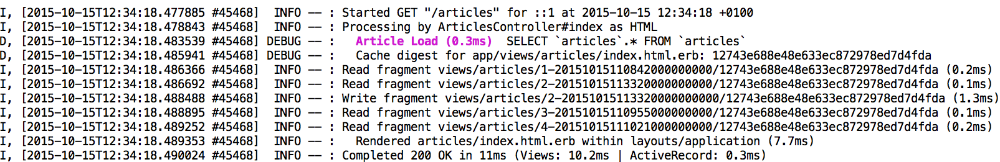 I, [2015-10-15T12:34:18.477885 #45468]  INFO -- : Started GET "/articles" for ::1 at 2015-10-15 12:34:18 +0100
I, [2015-10-15T12:34:18.478843 #45468]  INFO -- : Processing by ArticlesController#index as HTML
D, [2015-10-15T12:34:18.483539 #45468] DEBUG -- :   Article Load (0.3ms)  SELECT `articles`.* FROM `articles`
D, [2015-10-15T12:34:18.485941 #45468] DEBUG -- :   Cache digest for app/views/articles/index.html.erb: 12743e688e48e633ec872978ed7d4fda
I, [2015-10-15T12:34:18.486366 #45468]  INFO -- : Read fragment views/articles/1-20151015110842000000000/12743e688e48e633ec872978ed7d4fda (0.2ms)
I, [2015-10-15T12:34:18.486692 #45468]  INFO -- : Read fragment views/articles/2-20151015113320000000000/12743e688e48e633ec872978ed7d4fda (0.1ms)
I, [2015-10-15T12:34:18.488488 #45468]  INFO -- : Write fragment views/articles/2-20151015113320000000000/12743e688e48e633ec872978ed7d4fda (1.3ms)
I, [2015-10-15T12:34:18.488895 #45468]  INFO -- : Read fragment views/articles/3-20151015110955000000000/12743e688e48e633ec872978ed7d4fda (0.1ms)
I, [2015-10-15T12:34:18.489252 #45468]  INFO -- : Read fragment views/articles/4-20151015111021000000000/12743e688e48e633ec872978ed7d4fda (0.2ms)
I, [2015-10-15T12:34:18.489353 #45468]  INFO -- :   Rendered articles/index.html.erb within layouts/application (7.7ms)
I, [2015-10-15T12:34:18.490024 #45468]  INFO -- : Completed 200 OK in 11ms (Views: 10.2ms | ActiveRecord: 0.3ms)